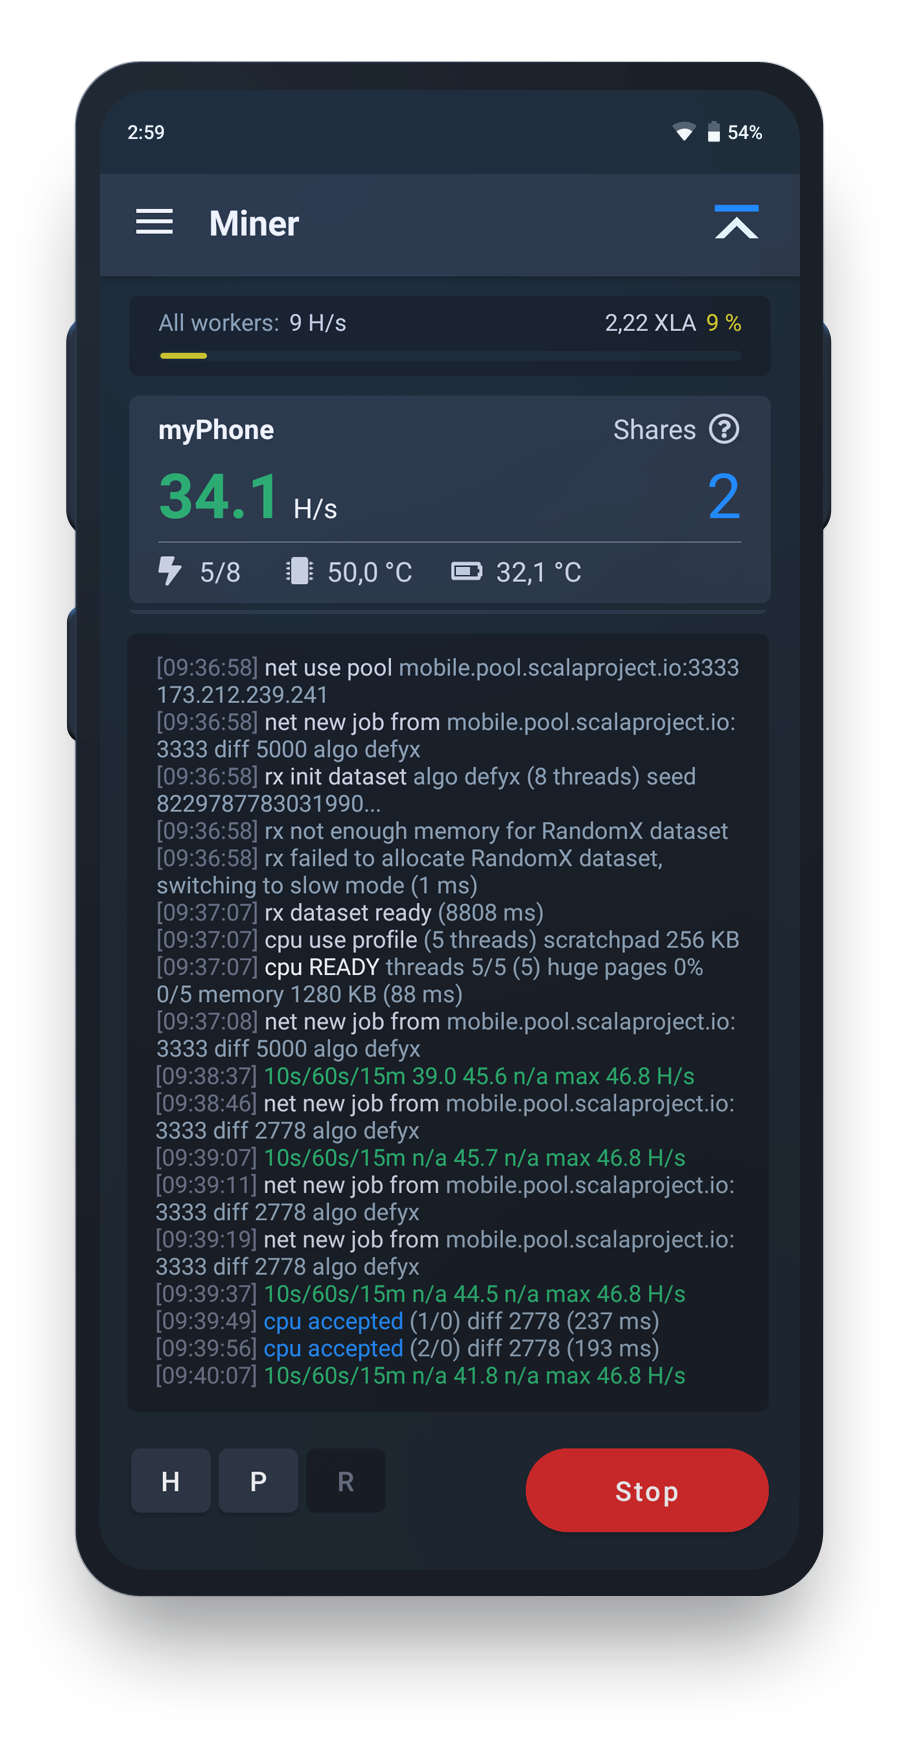 2:59
54%
Miner
All workers: 9 H/s
2,22 XLA 9 %
myPhone
Shares
34.1 H/s
2
5/8
50,0 °C
32,1 °C
[09:36:58] net use pool mobile.pool.scalaproject.io:3333
173.212.239.241
[09:36:58] net new job from mobile.pool.scalaproject.io:
3333 diff 5000 algo defyx
[09:36:58] rx init dataset algo defyx (8 threads) seed
8229787783031990...
[09:36:58] rx not enough memory for RandomX dataset
[09:36:58] rx failed to allocate RandomX dataset,
switching to slow mode (1 ms)
[09:37:07] rx dataset ready (8808 ms)
[09:37:07] cpu use profile (5 threads) scratchpad 256 KB
[09:37:07] cpu READY threads 5/5 (5) huge pages 0%
0/5 memory 1280 KB (88 ms)
[09:37:08] net new job from mobile.pool.scalaproject.io:
3333 diff 5000 algo defyx
[09:38:37] 10s/60s/15m 39.0 45.6 n/a max 46.8 H/s
[09:38:46] net new job from mobile.pool.scalaproject.io:
3333 diff 2778 algo defyx
[09:39:07] 10s/60s/15m n/a 45.7 n/a max 46.8 H/s
[09:39:11] net new job from mobile.pool.scalaproject.io:
3333 diff 2778 algo defyx
[09:39:19] net new job from mobile.pool.scalaproject.io:
3333 diff 2778 algo defyx
[09:39:37] 10s/60s/15m n/a 44.5 n/a max 46.8 H/s
[09:39:49] cpu accepted (1/0) diff 2778 (237 ms)
[09:39:56] cpu accepted (2/0) diff 2778 (193 ms)
[09:40:07] 10s/60s/15m n/a 41.8 n/a max 46.8 H/s
H
P
R
Stop